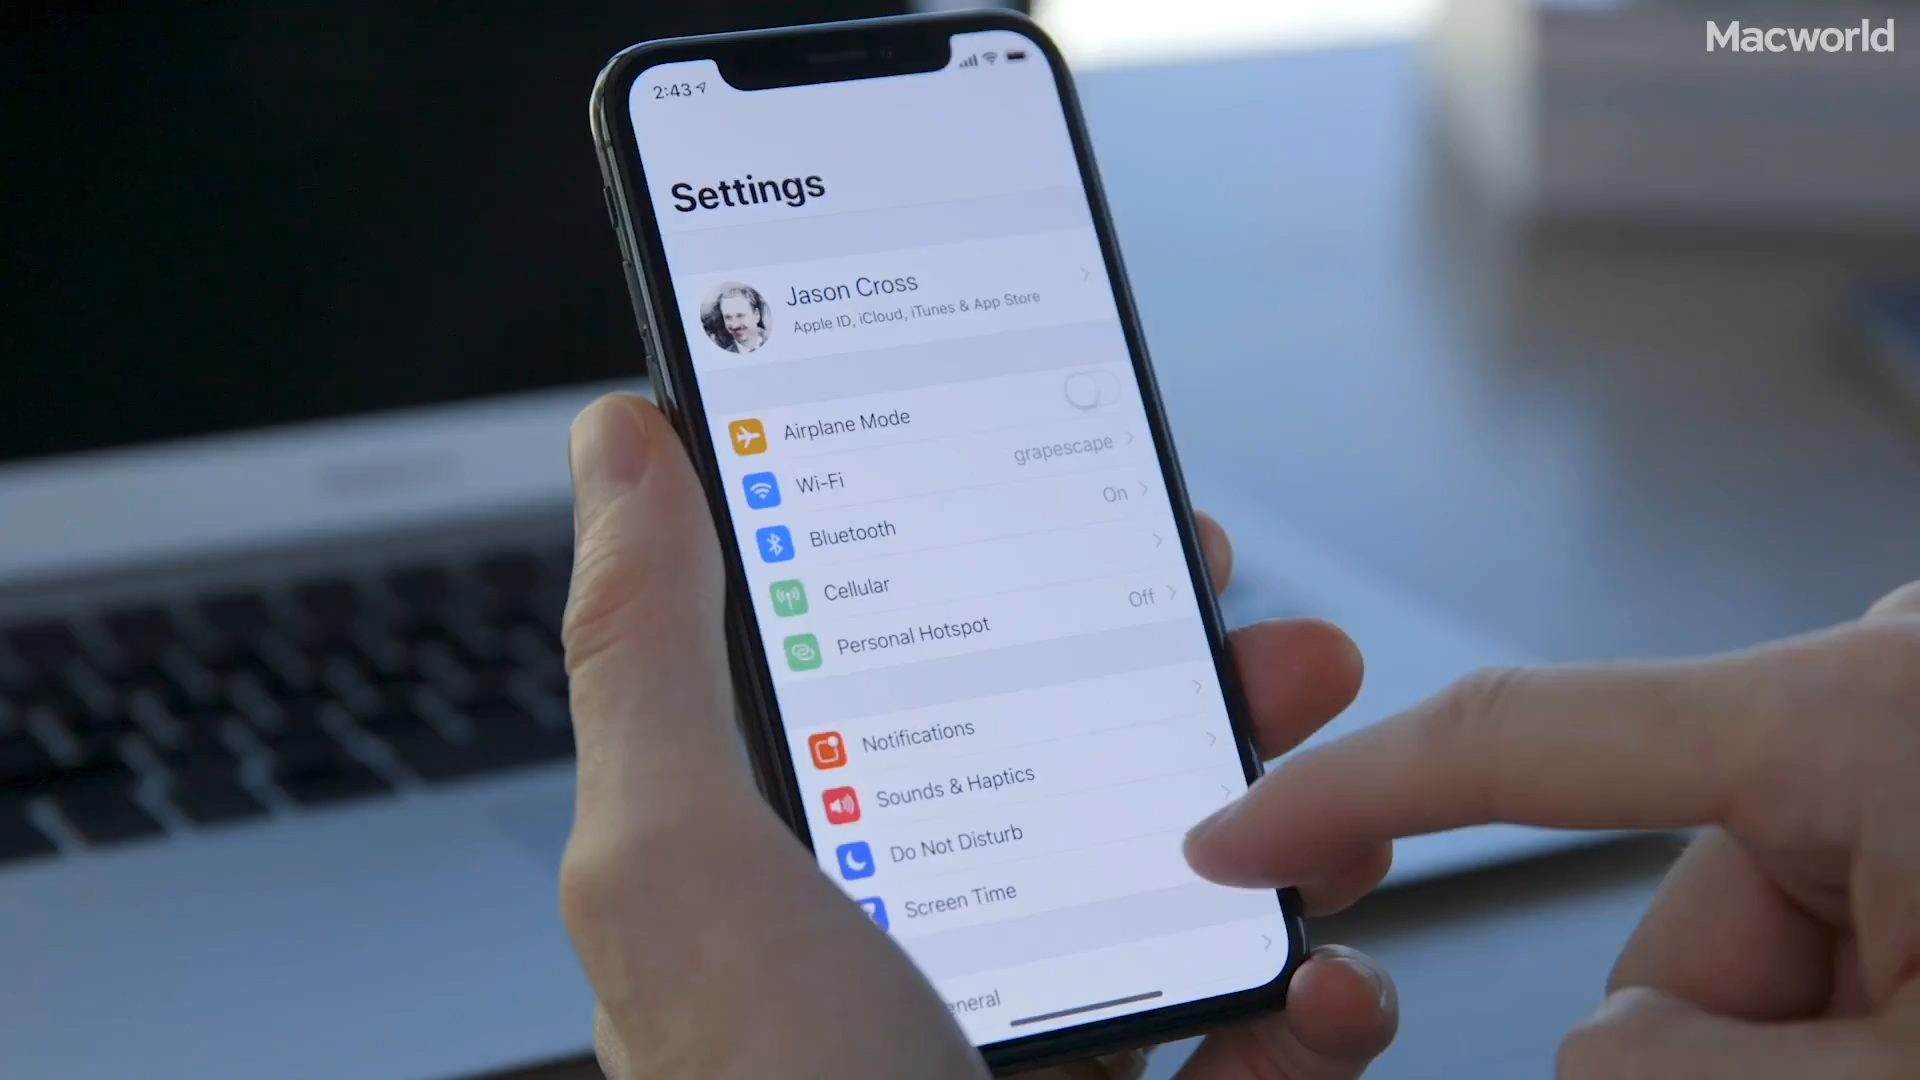 Macworld
2:43
Settings
Jason Cross
Apple ID, iCloud, iTunes & App Store
Airplane Mode
Wi-Fi grapescape
Bluetooth On
Cellular
Personal Hotspot Off
Notifications
Sounds & Haptics
Do Not Disturb
Screen Time
eneral